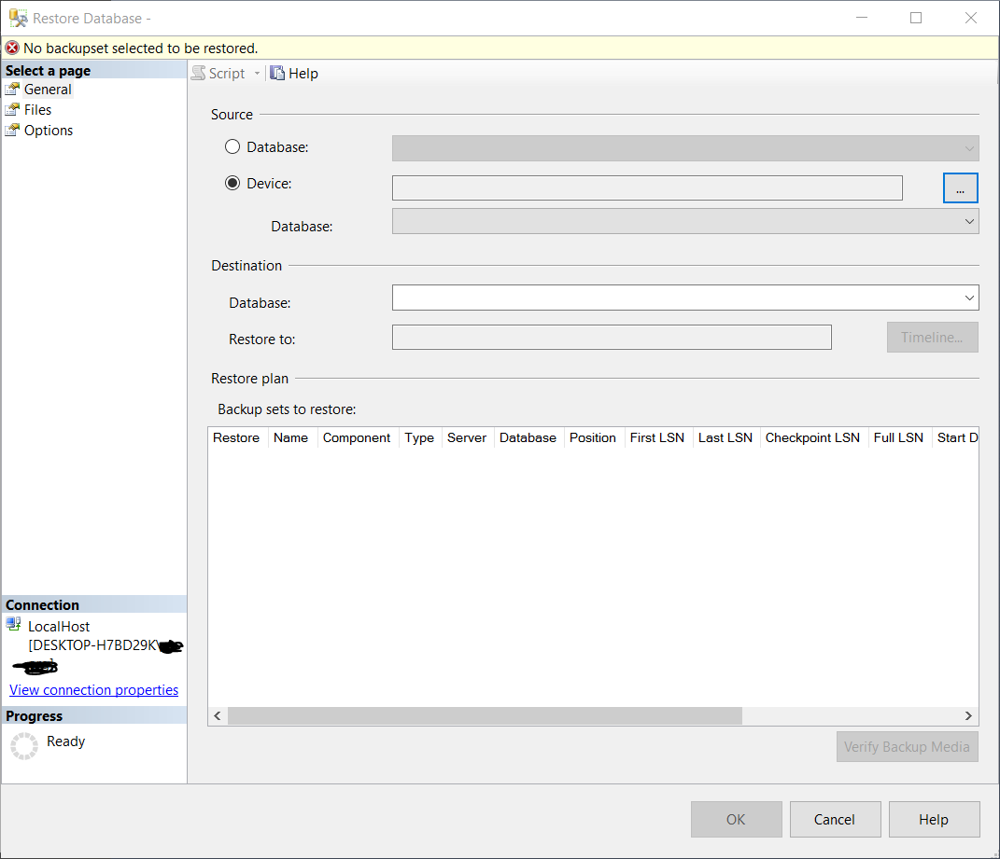 Restore Database -
No backupset selected to be restored.
Select a page
General
Files
Options
Script
Help
Source
Database:
Device:
...
Database:
Destination
Database:
Restore to:
Timeline...
Restore plan
Backup sets to restore:
Restore Name Component Type Server Database Position First LSN Last LSN Checkpoint LSN Full LSN Start D
Connection
LocalHost
[DESKTOP-H7BD29K\
View connection properties
Progress
Ready
Verify Backup Media
OK
Cancel
Help